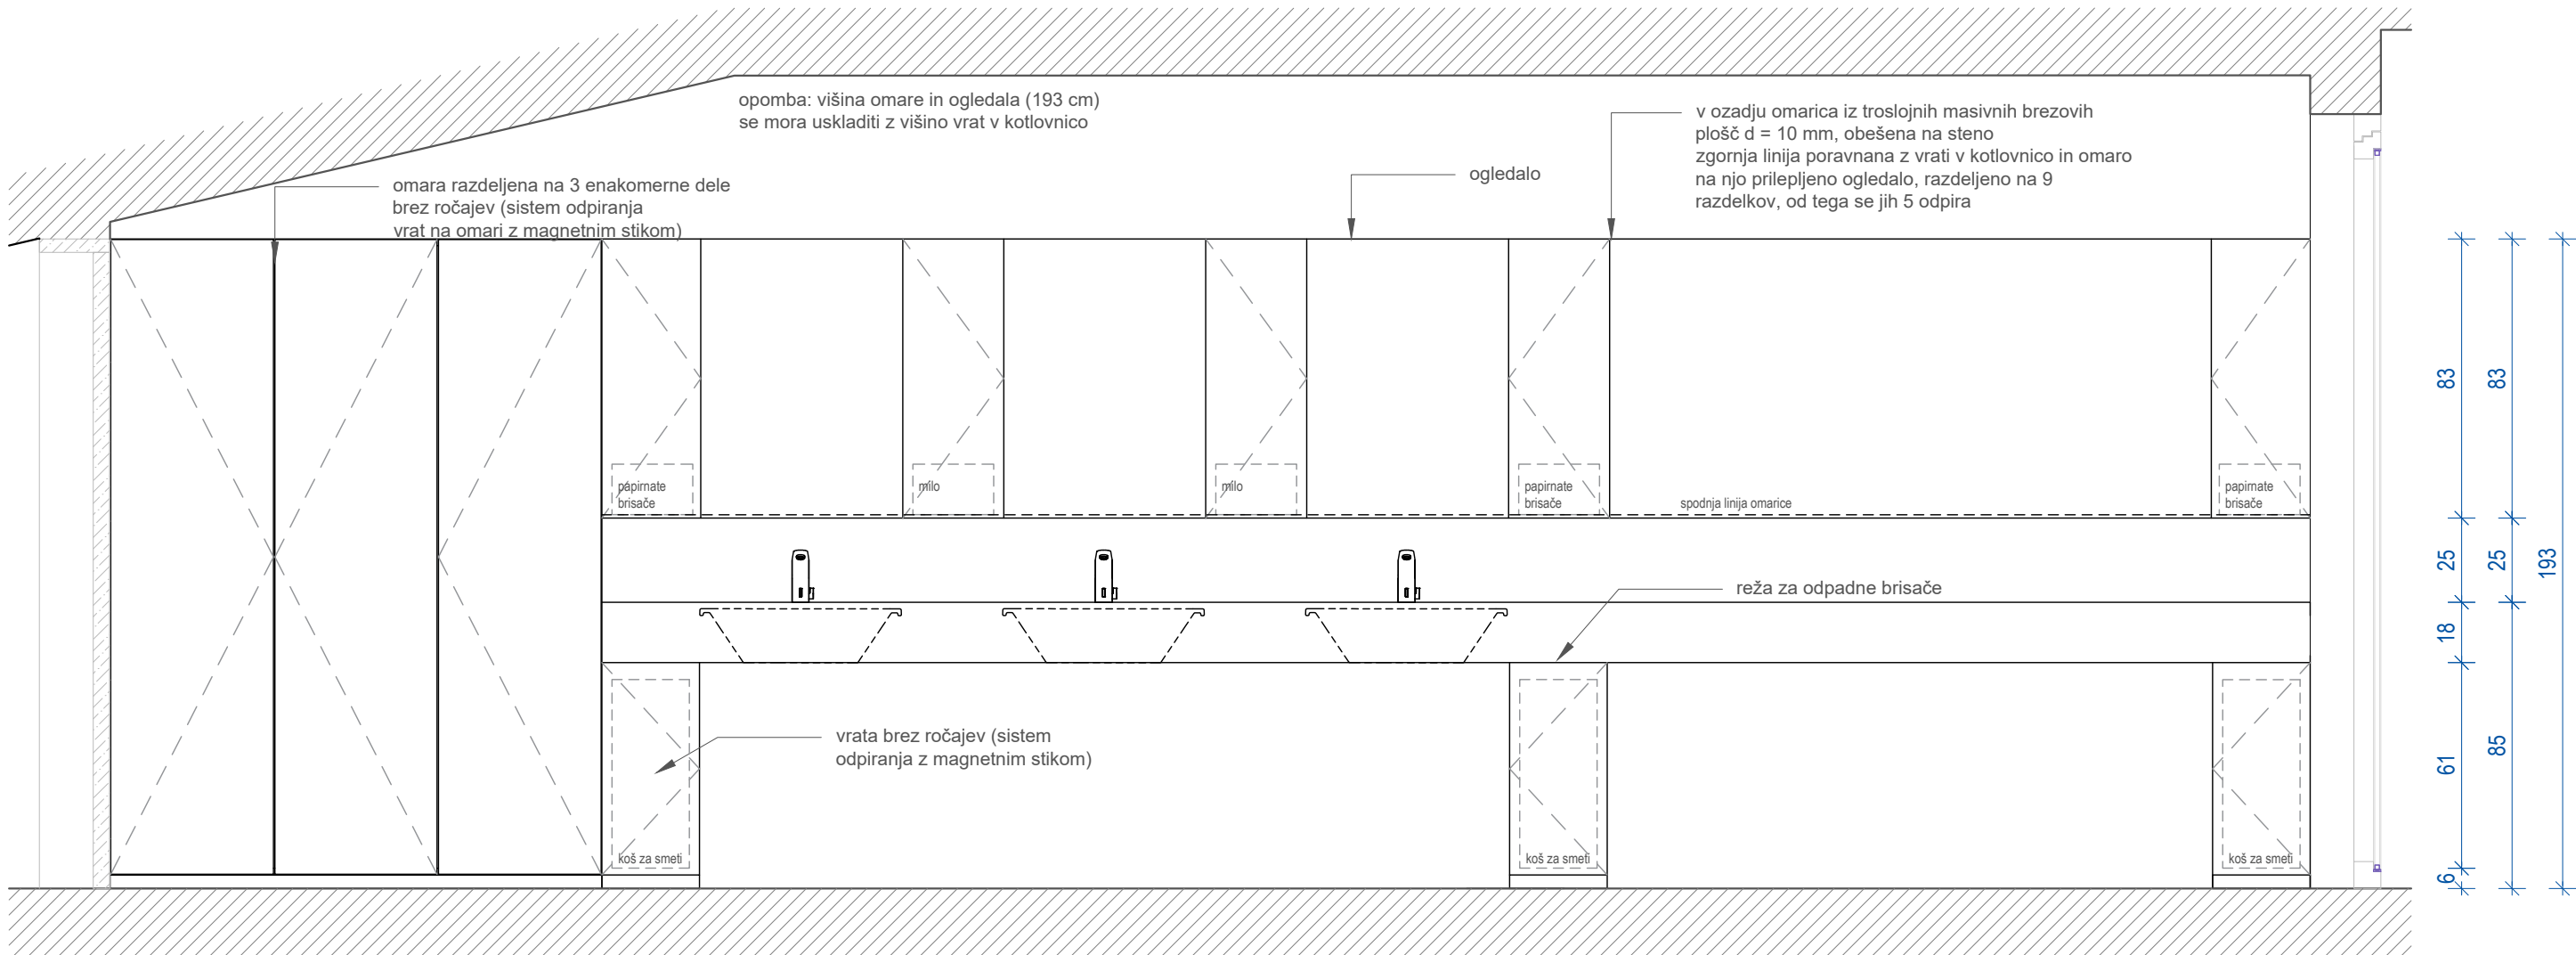 opomba: višina omare in ogledala (193 cm)
se mora uskladiti z višino vrat v kotlovnico
v ozadju omarica iz troslojnih masivnih brezovih
plošč d = 10 mm, obešena na steno
zgornja linija poravnana z vrati v kotlovnico in omaro
na njo prilepljeno ogledalo, razdeljeno na 9
razdelkov, od tega se jih 5 odpira
ogledalo
omara razdeljena na 3 enakomerne dele
brez ročajev (sistem odpiranja
vrat na omari z magnetnim stikom)
papirnate
brisače
milo
milo
papirnate
brisače
spodnja linija omarice
papirnate
brisače
reža za odpadne brisače
vrata brez ročajev (sistem
odpiranja z magnetnim stikom)
koš za smeti
koš za smeti
koš za smeti
83
25
18
61
6
83
25
85
193